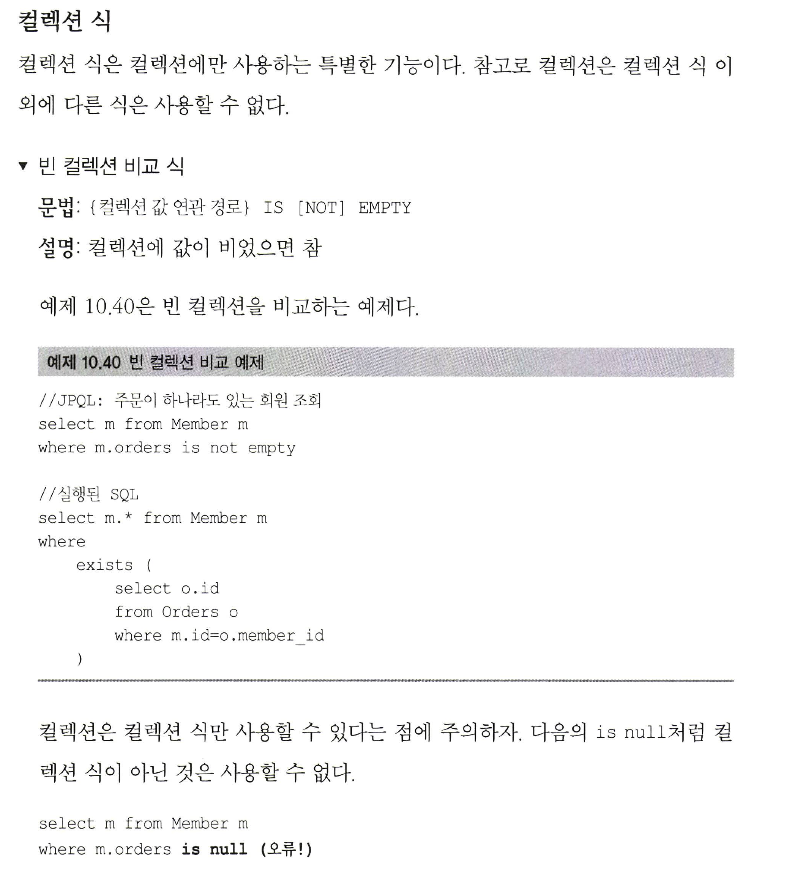 컬렉션 식
컬렉션 식은 컬렉션에만 사용하는 특별한 기능이다. 참고로 컬렉션은 컬렉션 식 이
외에 다른 식은 사용할 수 없다.
▼ 빈 컬렉션 비교 식
문법: {컬렉션 값 연관 경로} IS [NOT] EMPTY
설명: 컬렉션에 값이 비었으면 참
예제 10.40은 빈 컬렉션을 비교하는 예제다.
예제 10.40 빈 컬렉션 비교 예제
//JPQL: 주문이 하나라도 있는 회원 조회
select m from Member m
where m.orders is not empty
//실행된 SQL
select m.* from Member m
where
exists (
select o.id
from Orders o
where m.id=o.member_id
)
컬렉션은 컬렉션 식만 사용할 수 있다는 점에 주의하자. 다음의 is null처럼 컬
렉션 식이 아닌 것은 사용할 수 없다.
select m from Member m
where m.orders is null (오류!)